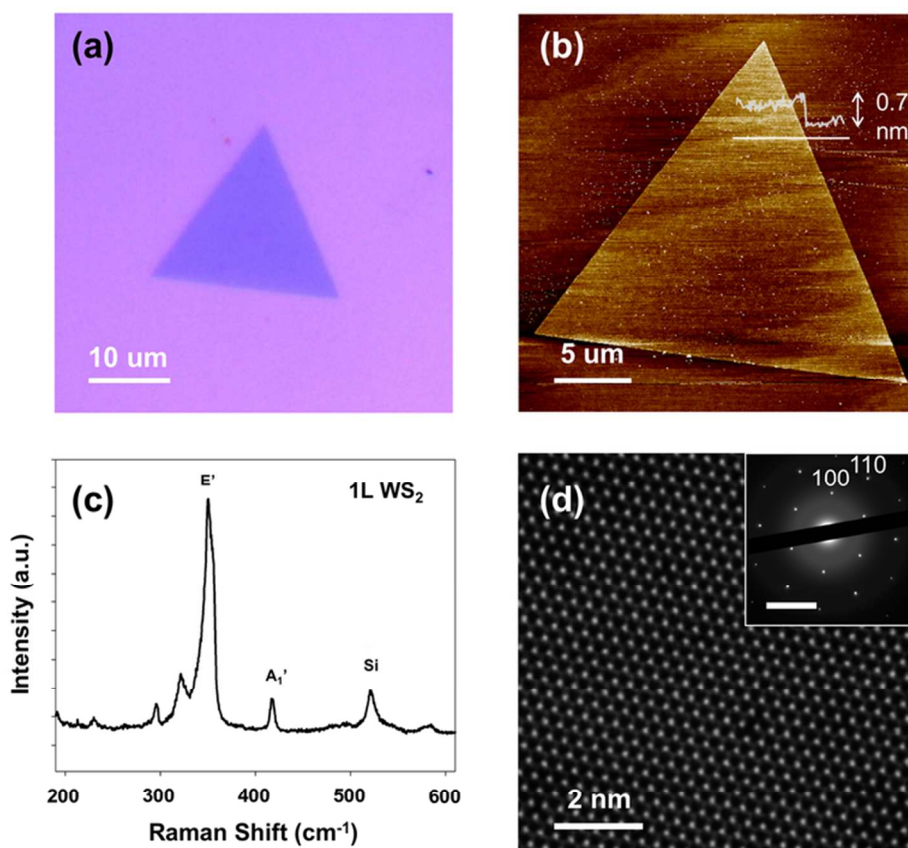 (a)
10 um
(b)
0.7
nm
5 um
(c)
1L WS₂
E’
A₁’
Si
Intensity (a.u.)
200 300 400 500 600
Raman Shift (cm⁻¹)
(d)
100 110
2 nm